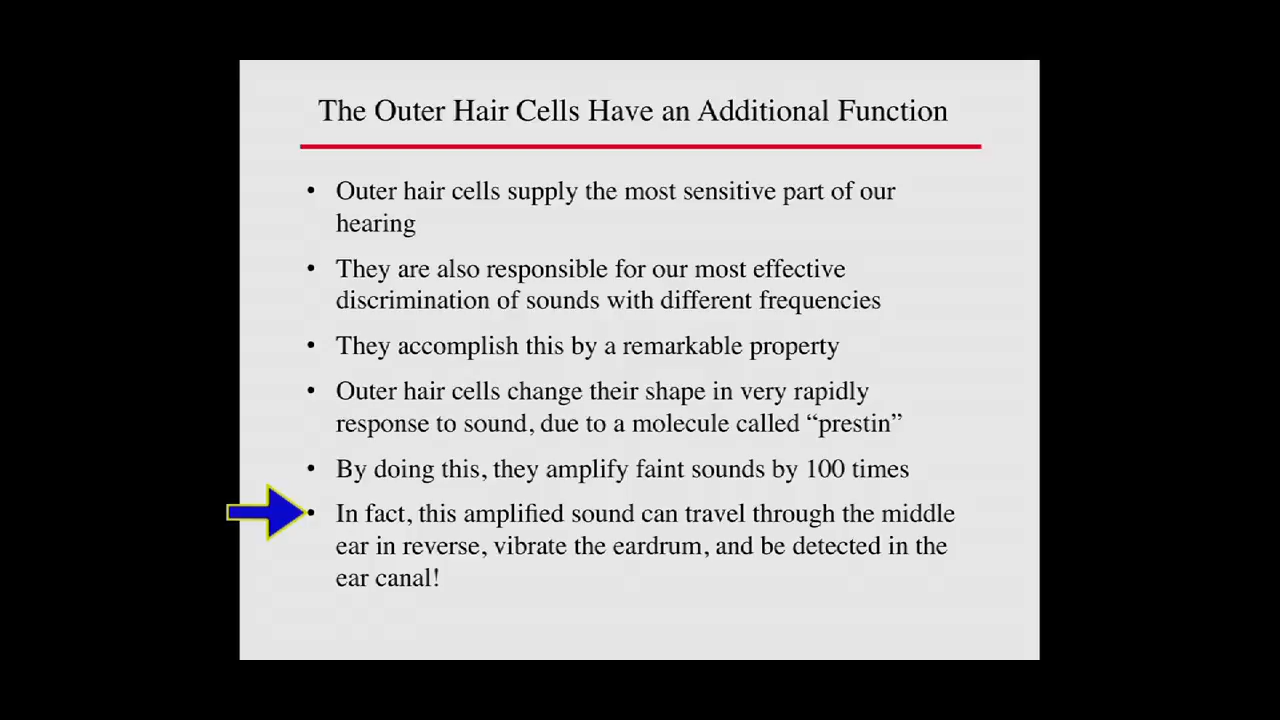 The Outer Hair Cells Have an Additional Function
• Outer hair cells supply the most sensitive part of our
hearing
• They are also responsible for our most effective
discrimination of sounds with different frequencies
• They accomplish this by a remarkable property
• Outer hair cells change their shape in very rapidly
response to sound, due to a molecule called “prestin”
• By doing this, they amplify faint sounds by 100 times
• In fact, this amplified sound can travel through the middle
ear in reverse, vibrate the eardrum, and be detected in the
ear canal!